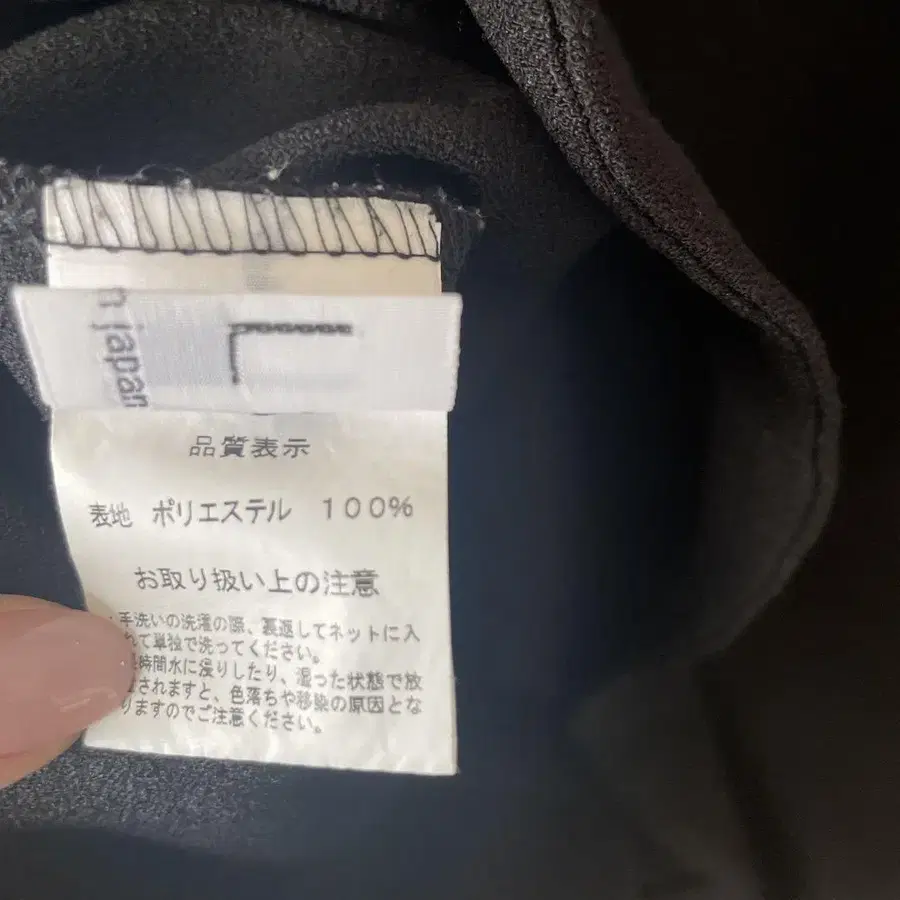 n japan
L
品質表示
表地 ポリエステル 100%
お取り扱い上の注意
手洗いの洗濯の際、裏返してネットに入
れて単独で洗ってください。
時間水に浸りしたり、湿った状態で放
されますと、色落ちや移染の原因とな
りますのでご注意ください。